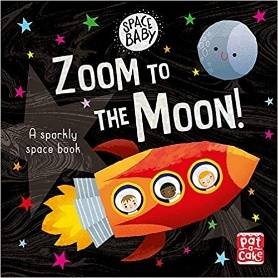 SPACE
BABY
ZOOM TO
THE MOON!
A sparkly
space book
pat
a
cake